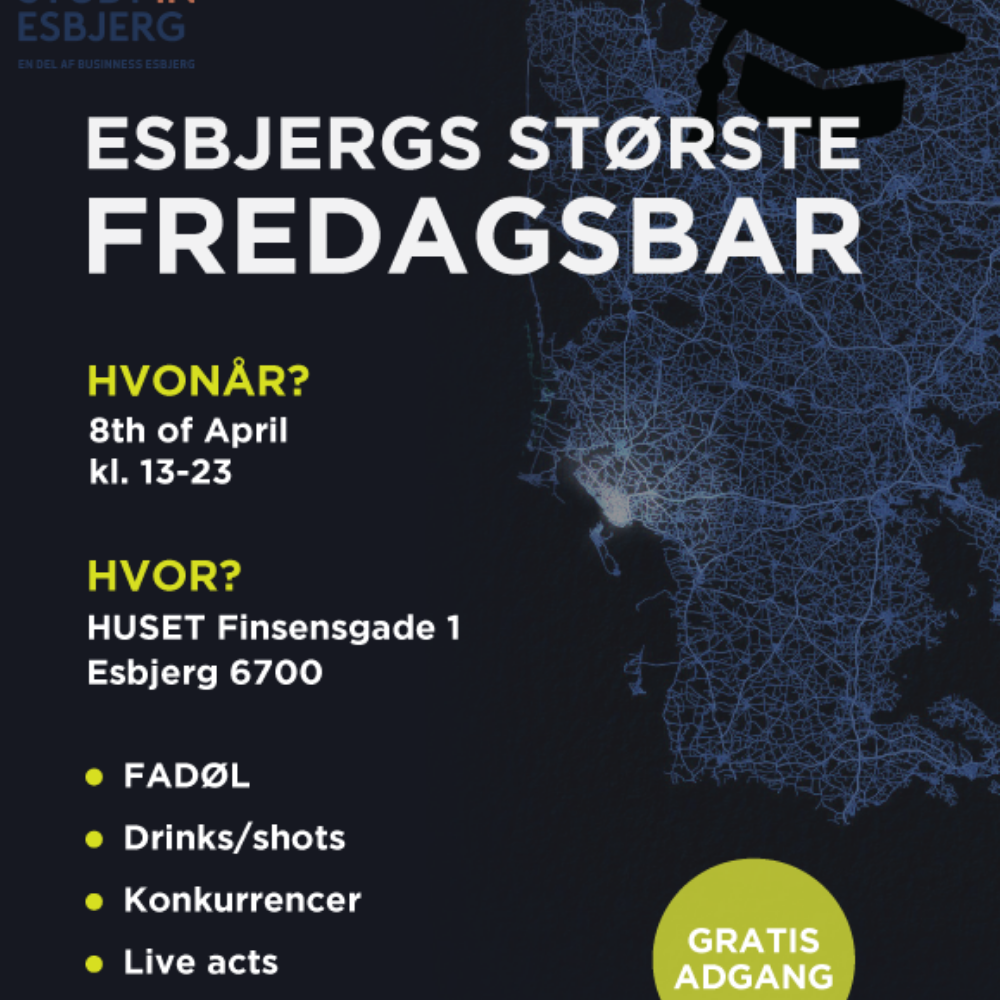 ESBJERG
EN DEL AF BUSINNESS ESBJERG
ESBJERGS STØRSTE
FREDAGSBAR
HVONÅR?
8th of April
kl. 13-23
HVOR?
HUSET Finsensgade 1
Esbjerg 6700
FADØL
Drinks/shots
Konkurrencer
Live acts
GRATIS
ADGANG